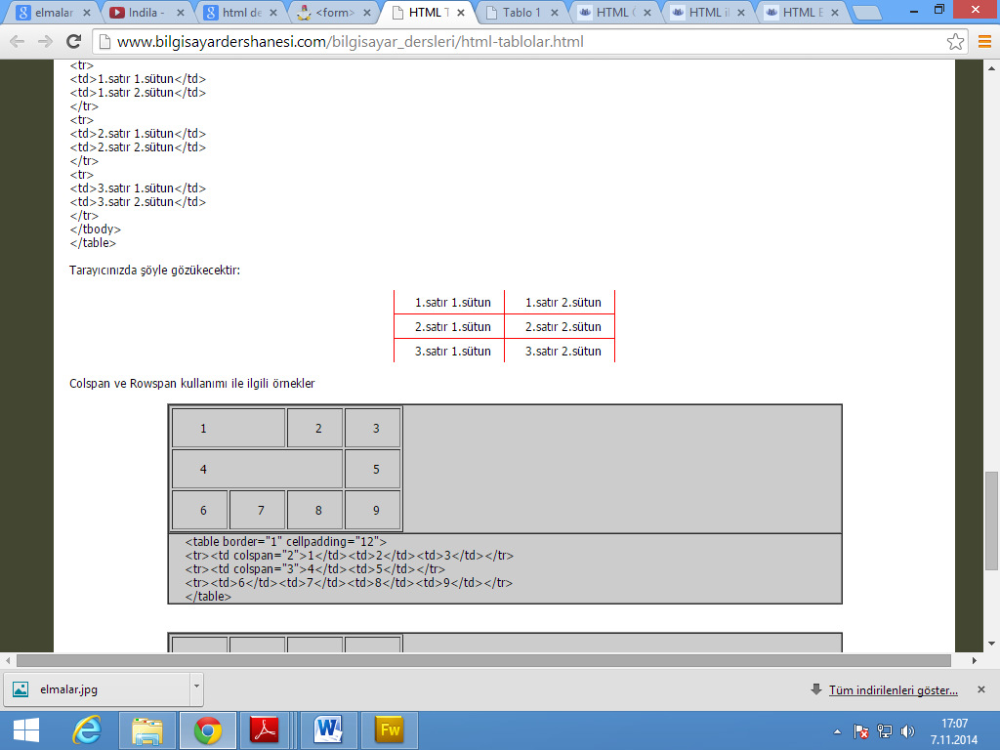 elmalar
Indila -
html de
<form>
HTML T
Tablo 1
HTML
HTML il
HTML E
www.bilgisayardershanesi.com/bilgisayar_dersleri/html-tablolar.html
<tr>
<td>1.satır 1.sütun</td>
<td>1.satır 2.sütun</td>
</tr>
<tr>
<td>2.satır 1.sütun</td>
<td>2.satır 2.sütun</td>
</tr>
<tr>
<td>3.satır 1.sütun</td>
<td>3.satır 2.sütun</td>
</tr>
</tbody>
</table>
Tarayıcınızda şöyle gözükecektir:
1.satır 1.sütun 1.satır 2.sütun
2.satır 1.sütun 2.satır 2.sütun
3.satır 1.sütun 3.satır 2.sütun
Colspan ve Rowspan kullanımı ile ilgili örnekler
1 2 3
4 5
6 7 8 9
<table border="1" cellpadding="12">
<tr><td colspan="2">1</td><td>2</td><td>3</td></tr>
<tr><td colspan="3">4</td><td>5</td></tr>
<tr><td>6</td><td>7</td><td>8</td><td>9</td></tr>
</table>
elmalar.jpg
Tüm indirilenleri göster...
Fw
17:07
7.11.2014